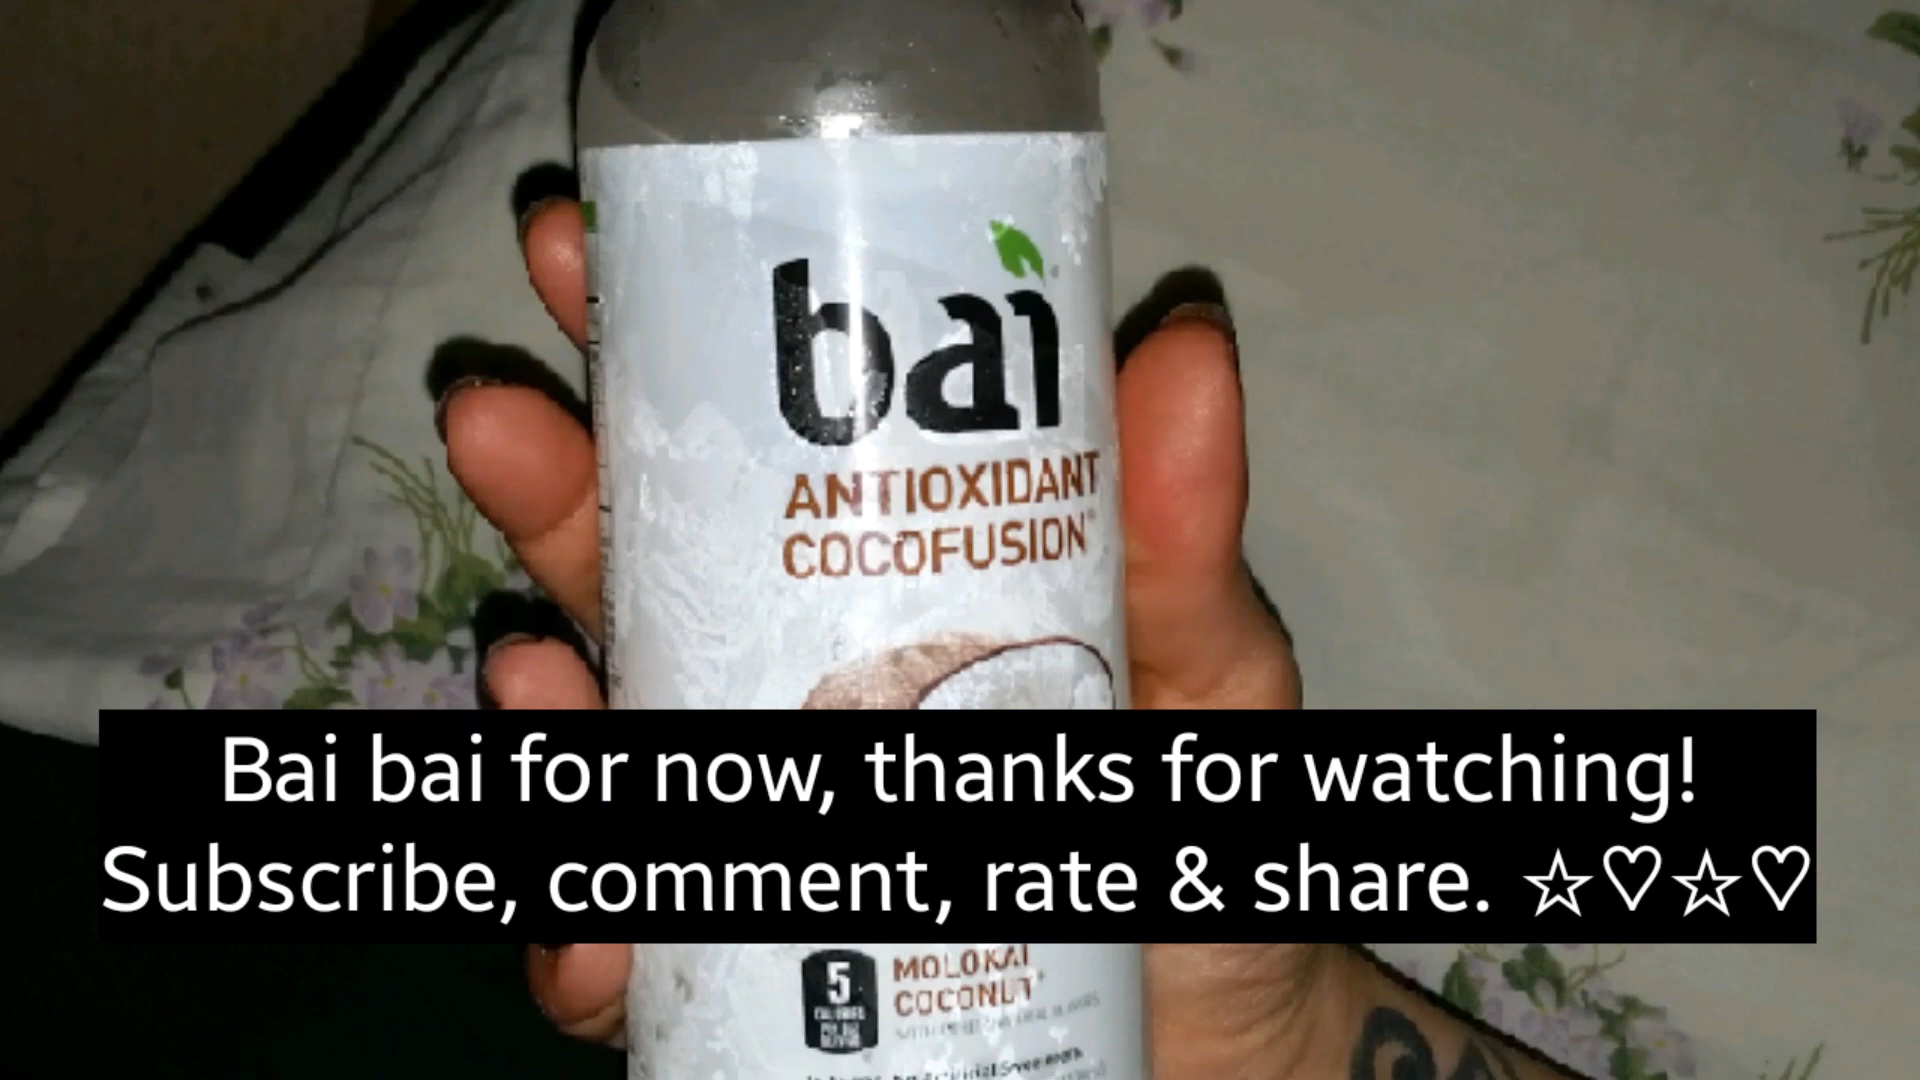 bai
ANTIOXIDANT
COCOFUSION
Bai bai for now, thanks for watching!
Subscribe, comment, rate & share. ☆♡☆♡
5
MOLOKAI
COCONUT